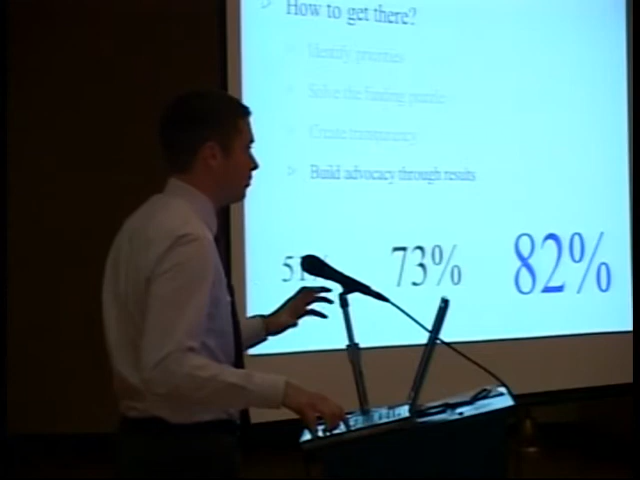 How to get there?
Identify priorities
Solve the funding puzzle
Create transparency
Build advocacy through results
73%
82%